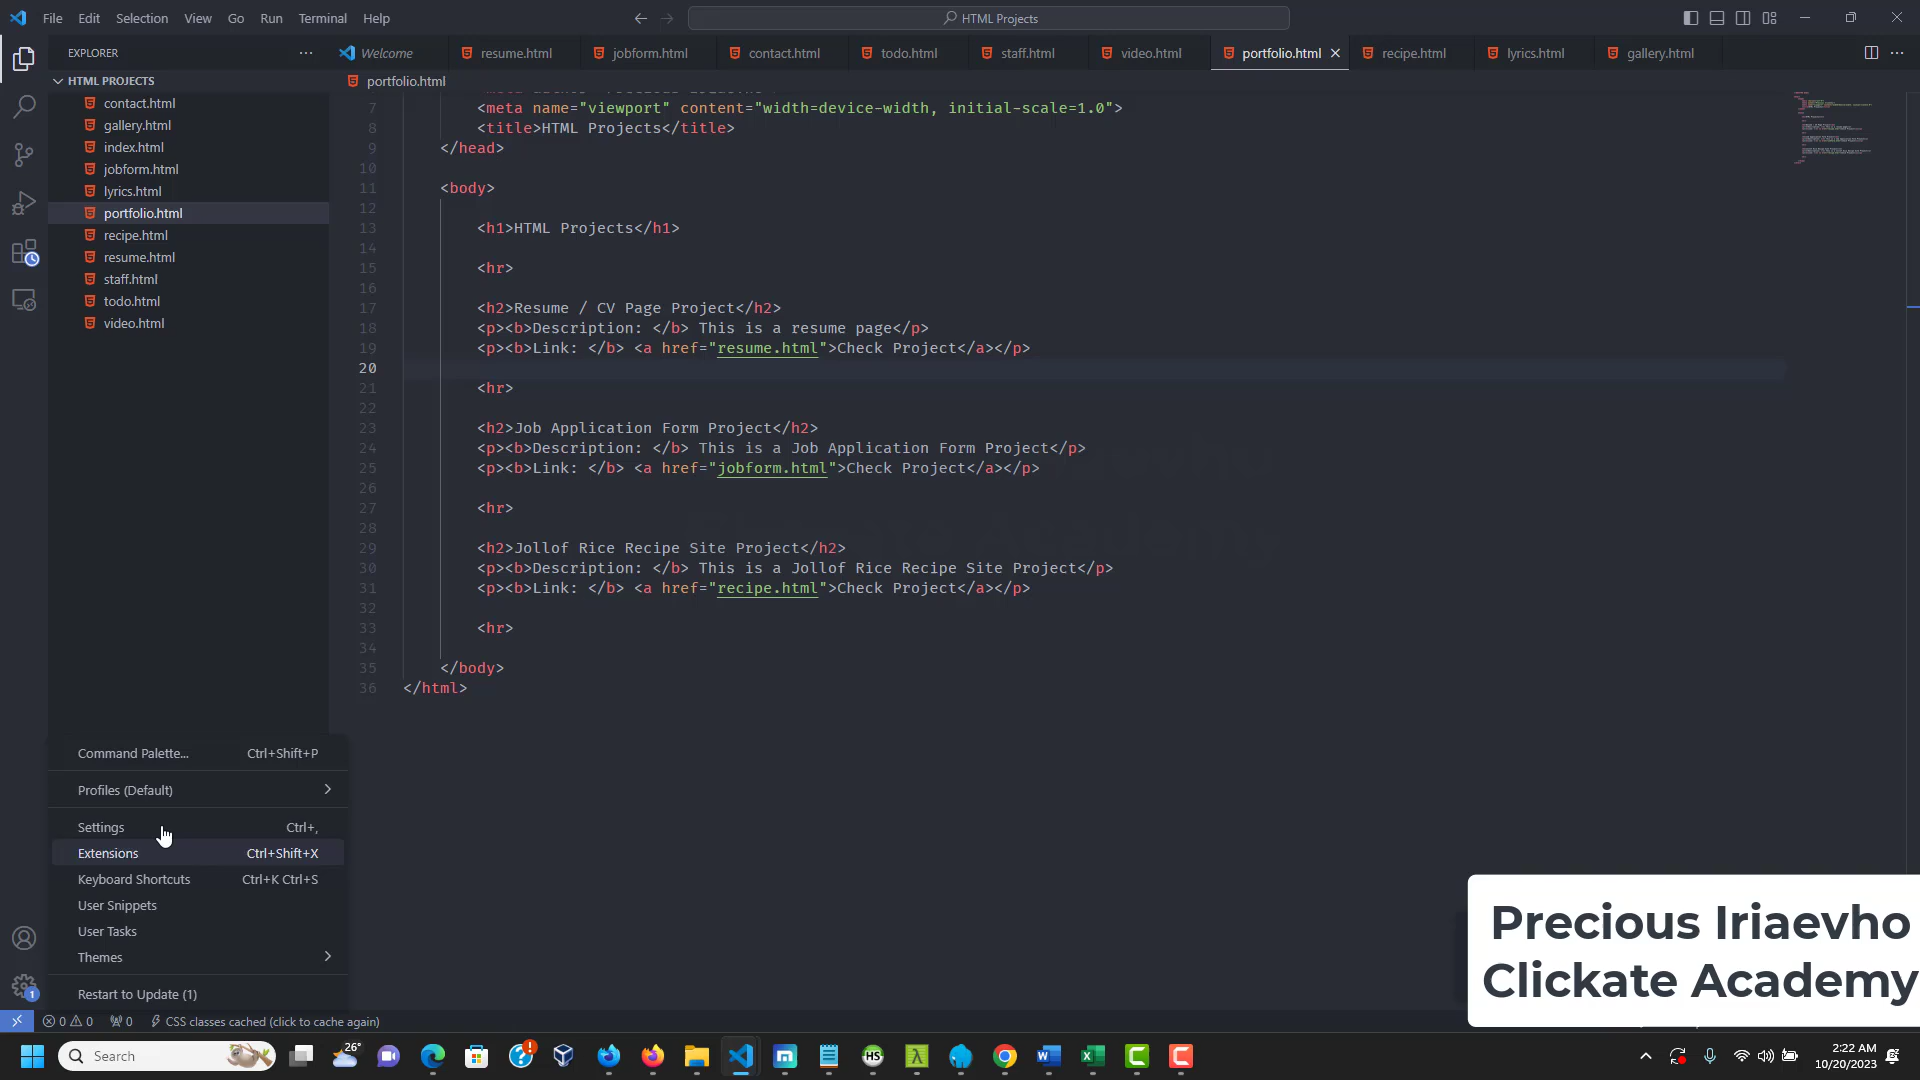 File Edit Selection View Go Run Terminal Help
HTML Projects
EXPLORER
Welcome resume.html jobform.html contact.html todo.html staff.html video.html portfolio.html recipe.html lyrics.html gallery.html
HTML PROJECTS
portfolio.html
contact.html
gallery.html
index.html
jobform.html
lyrics.html
portfolio.html
recipe.html
resume.html
staff.html
todo.html
video.html
7 <meta name="viewport" content="width=device-width, initial-scale=1.0">
8 <title>HTML Projects</title>
9 </head>
10
11 <body>
12
13 <h1>HTML Projects</h1>
14
15 <hr>
16
17 <h2>Resume / CV Page Project</h2>
18 <p><b>Description: </b> This is a resume page</p>
19 <p><b>Link: </b> <a href="resume.html">Check Project</a></p>
20
21 <hr>
22
23 <h2>Job Application Form Project</h2>
24 <p><b>Description: </b> This is a Job Application Form Project</p>
25 <p><b>Link: </b> <a href="jobform.html">Check Project</a></p>
26
27 <hr>
28
29 <h2>Jollof Rice Recipe Site Project</h2>
30 <p><b>Description: </b> This is a Jollof Rice Recipe Site Project</p>
31 <p><b>Link: </b> <a href="recipe.html">Check Project</a></p>
32
33 <hr>
34
35 </body>
36 </html>
Command Palette... Ctrl+Shift+P
Profiles (Default)
Settings Ctrl+,
Extensions Ctrl+Shift+X
Keyboard Shortcuts Ctrl+K Ctrl+S
User Snippets
User Tasks
Themes
Restart to Update (1)
1
Precious Iriaevho
Clickate Academy
0 0 0 CSS classes cached (click to cache again)
Search
26°
HS
2:22 AM
10/20/2023